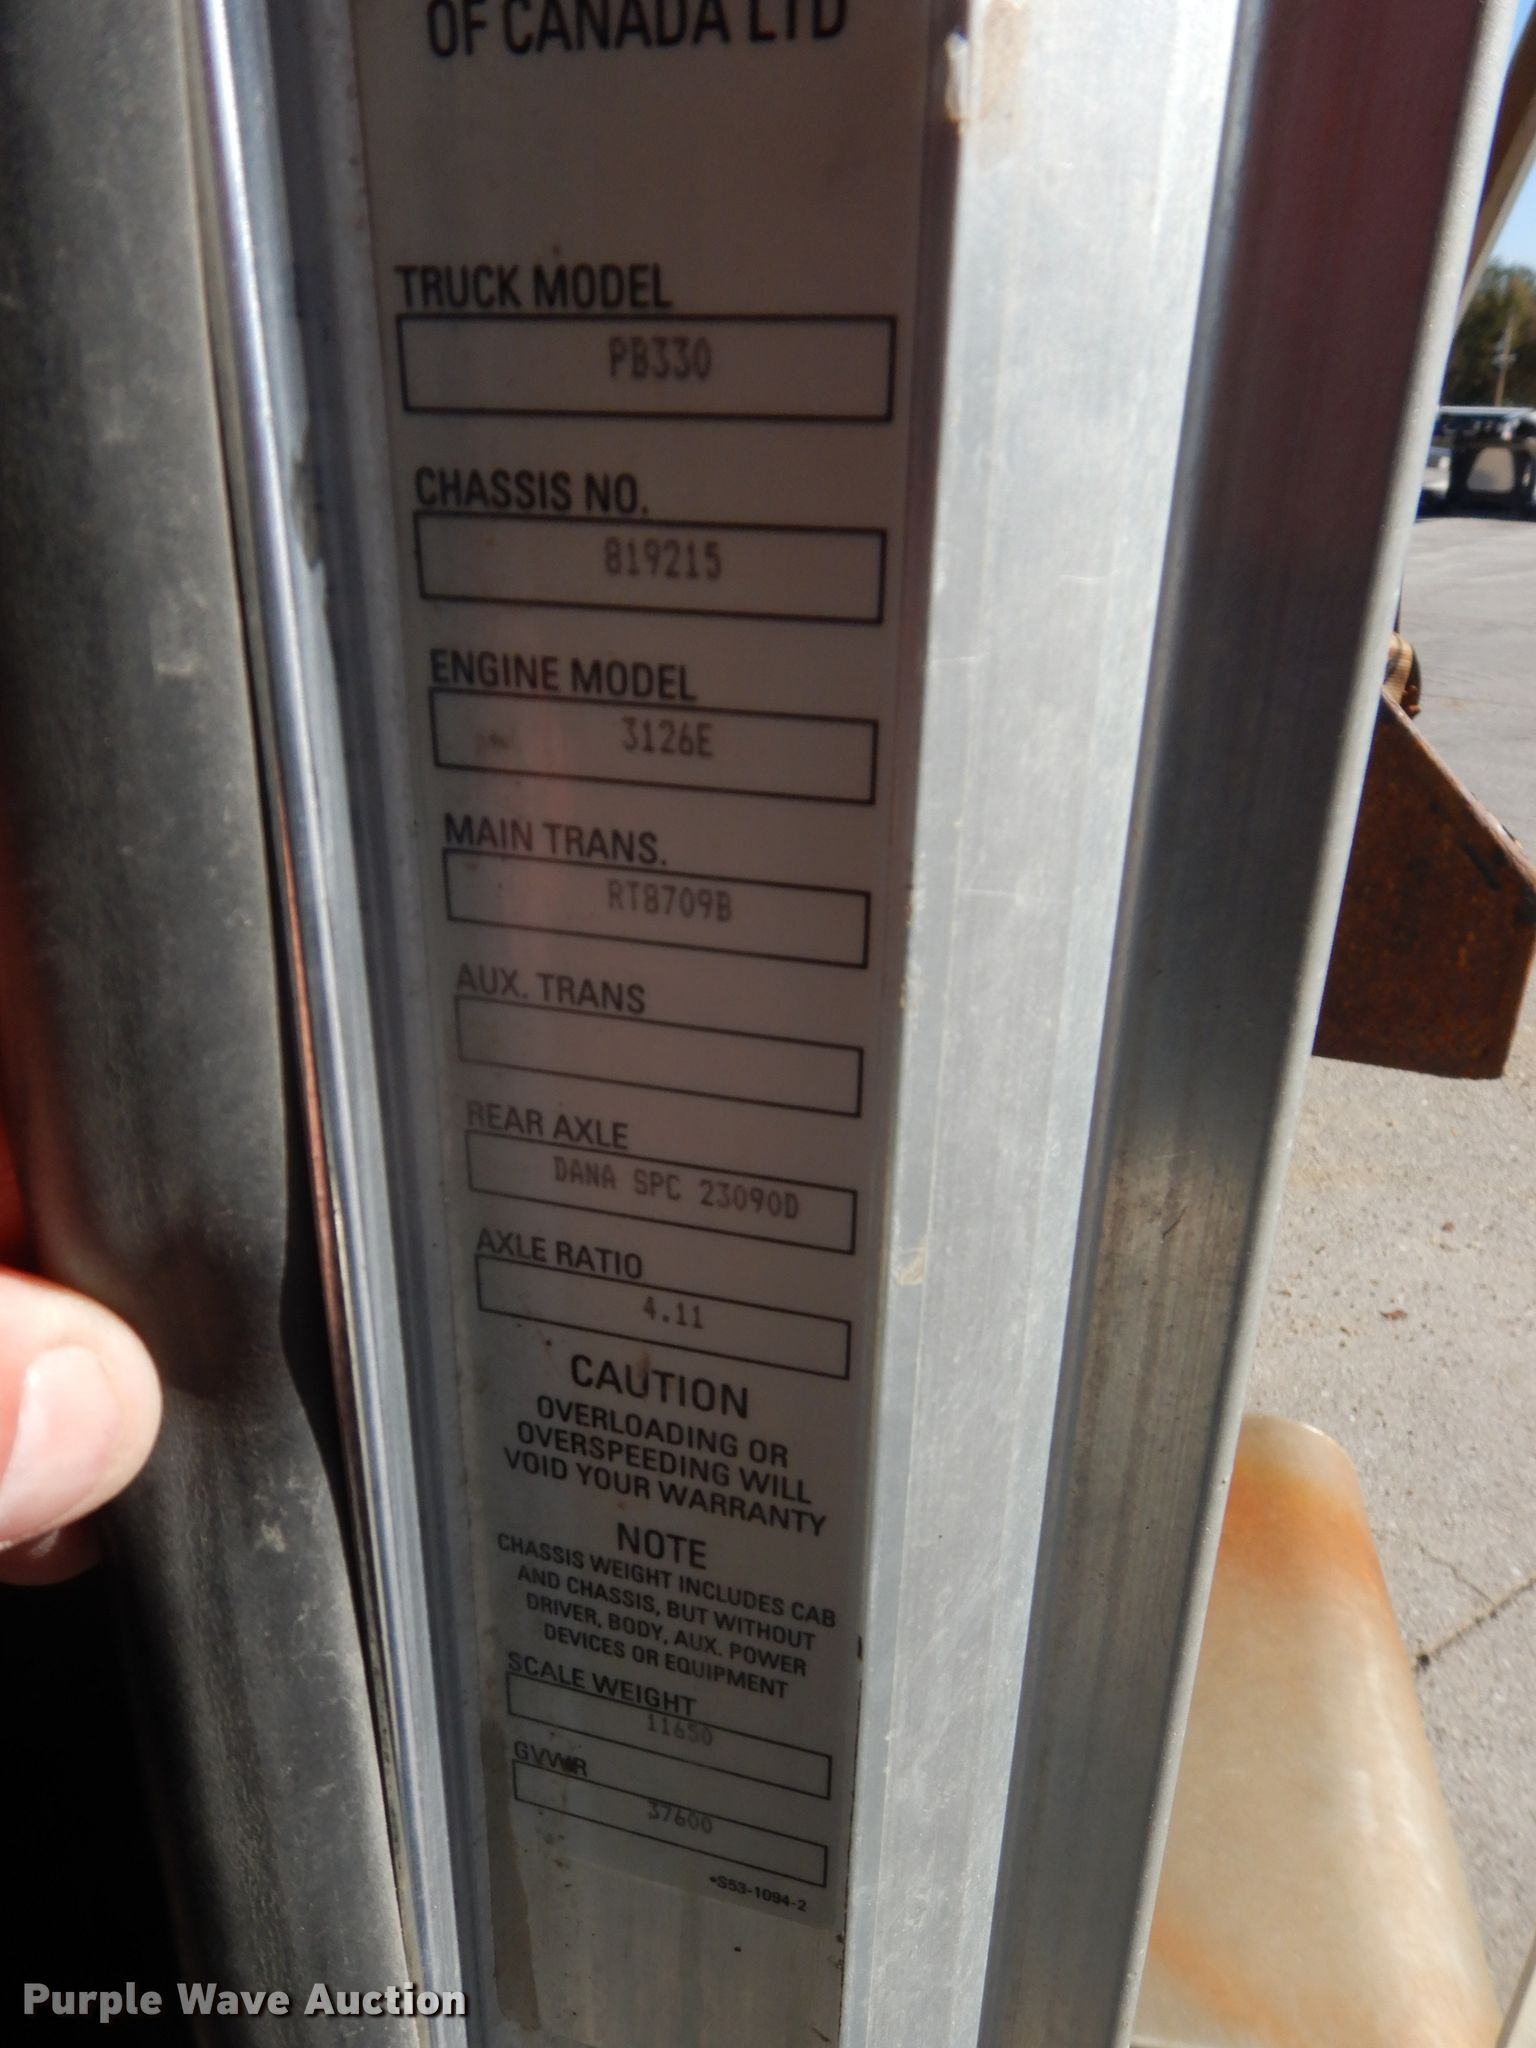 OF CANADA LTD
TRUCK MODEL
PB330
CHASSIS NO.
819215
ENGINE MODEL
3126E
MAIN TRANS.
RT8709B
AUX. TRANS
REAR AXLE
DANA SPC 23090D
AXLE RATIO
4.11
CAUTION
OVERLOADING OR
OVERSPEEDING WILL
VOID YOUR WARRANTY
NOTE
CHASSIS WEIGHT INCLUDES CAB
AND CHASSIS, BUT WITHOUT
DRIVER, BODY, AUX. POWER
DEVICES OR EQUIPMENT
SCALE WEIGHT
11650
GVWR
37600
•S53-1094-2
Purple Wave Auction